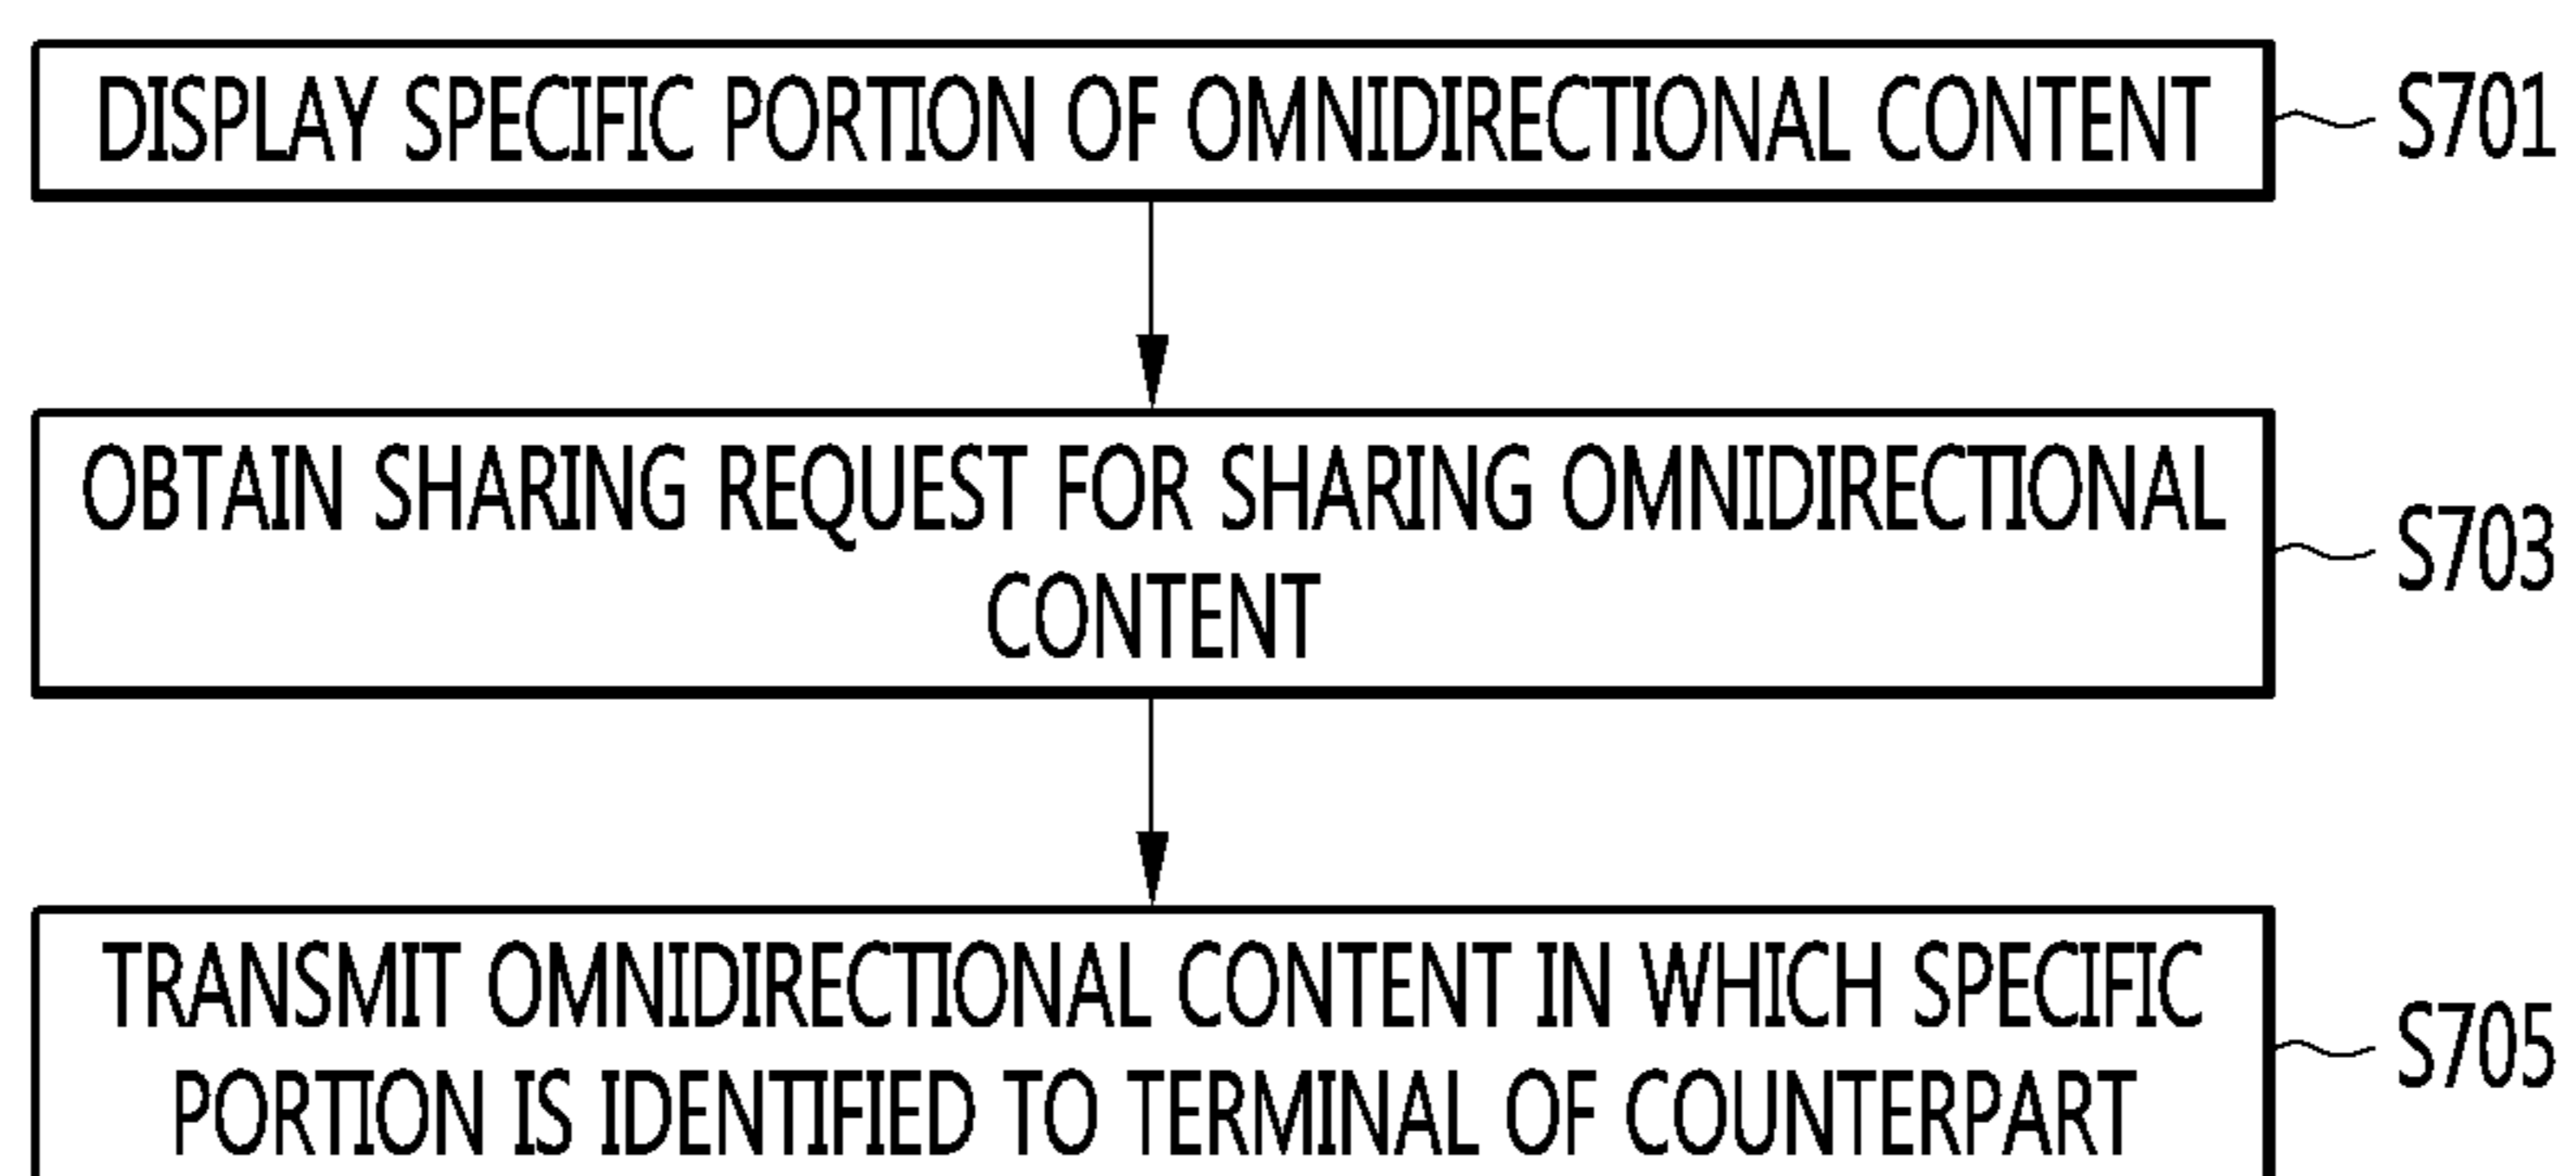 DISPLAY SPECIFIC PORTION OF OMNIDIRECTIONAL CONTENT
S701
OBTAIN SHARING REQUEST FOR SHARING OMNIDIRECTIONAL
CONTENT
S703
TRANSMIT OMNIDIRECTIONAL CONTENT IN WHICH SPECIFIC
PORTION IS IDENTIFIED TO TERMINAL OF COUNTERPART
S705